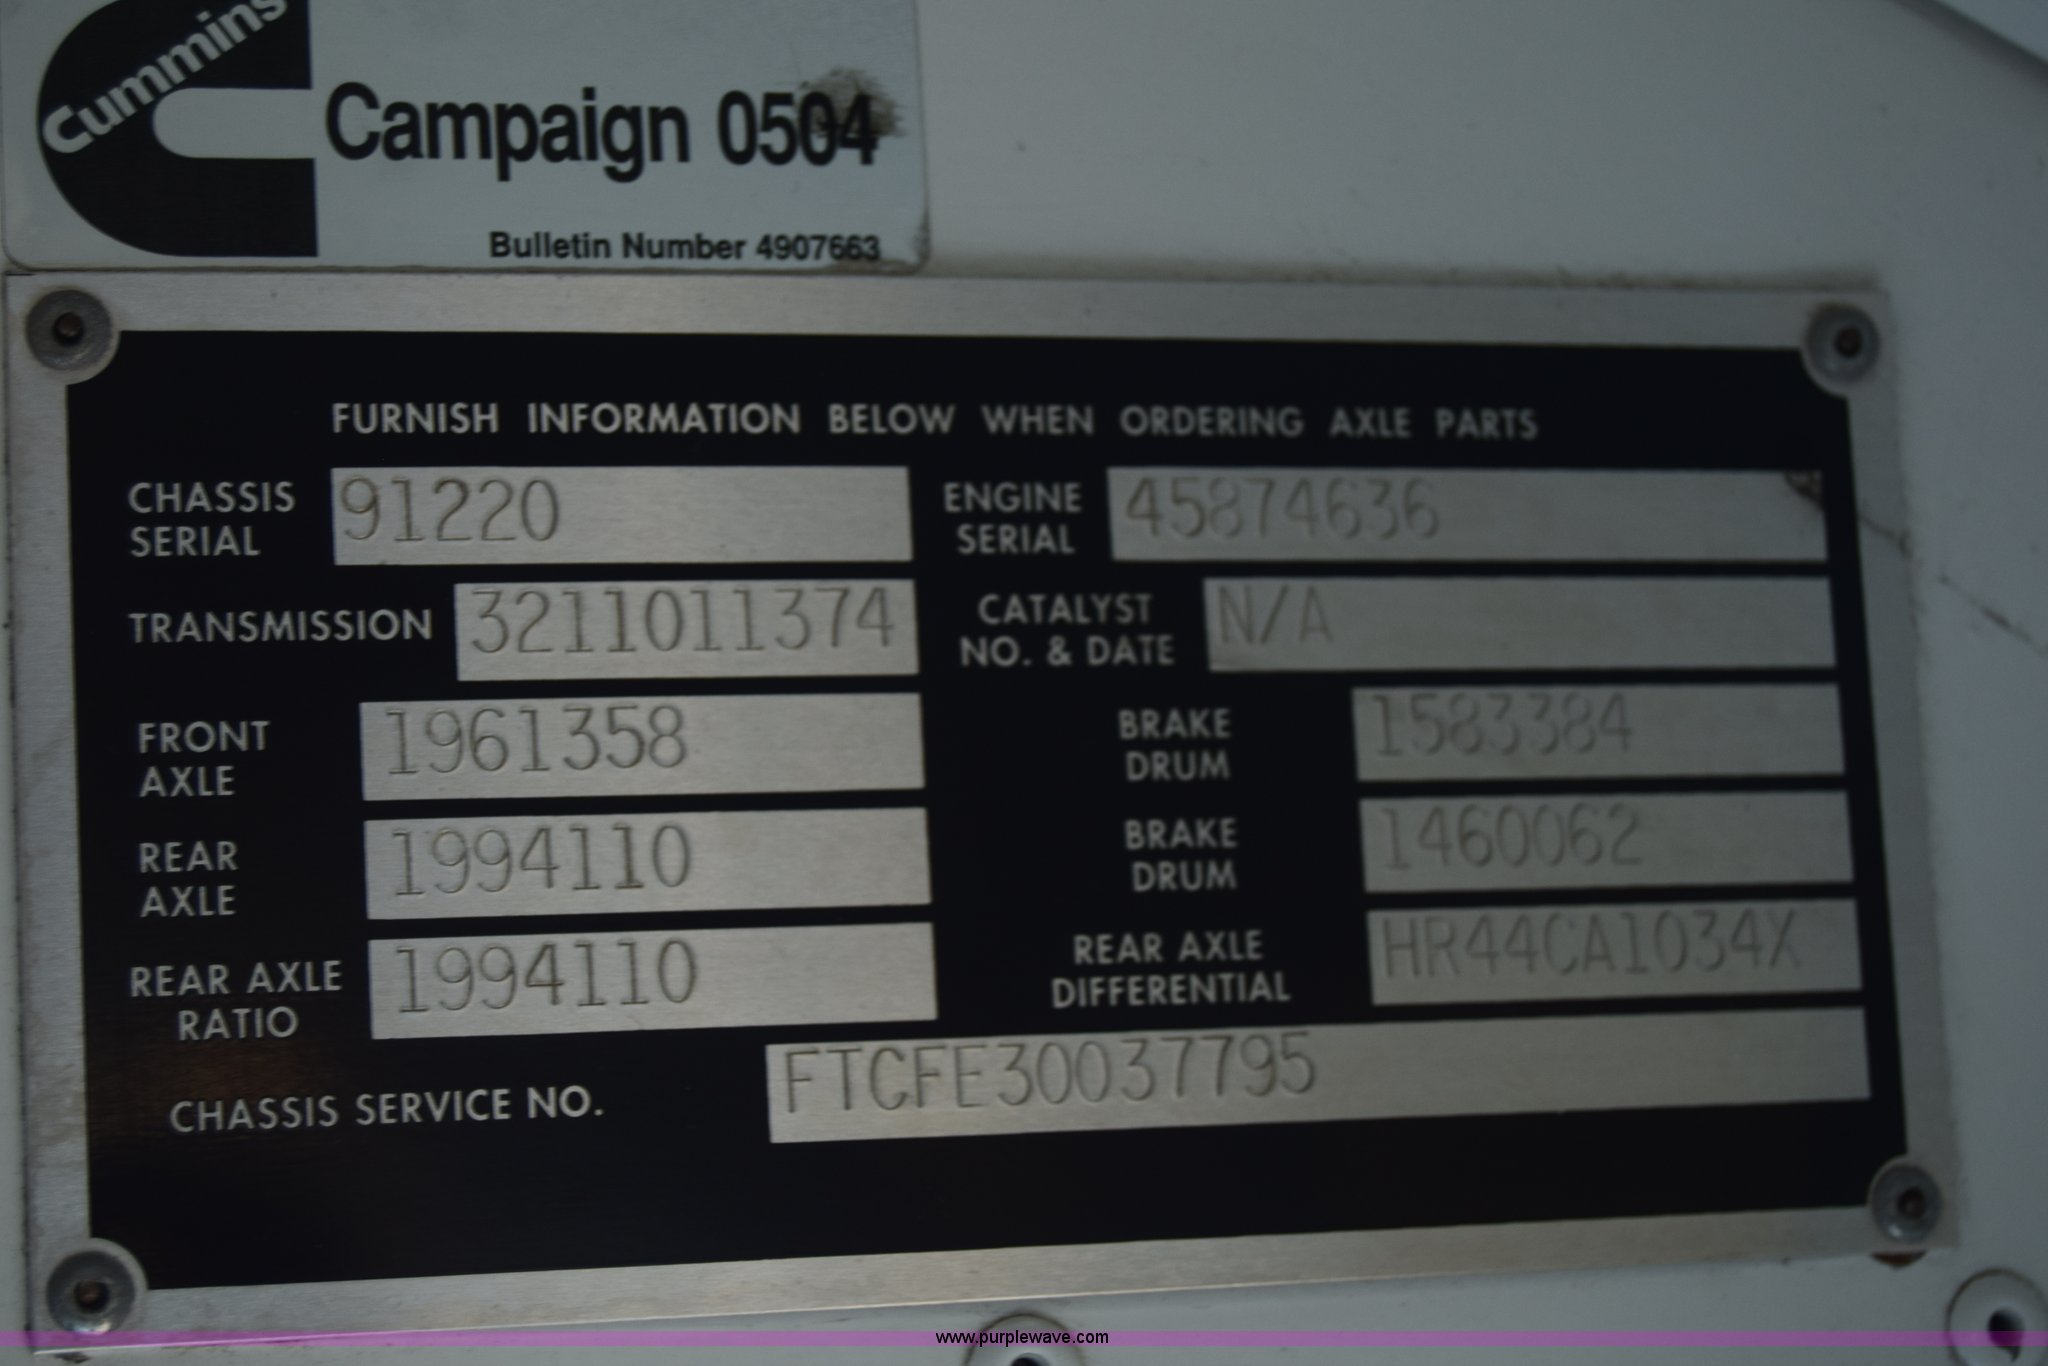 Cummins
Campaign 0504
Bulletin Number 4907663
FURNISH INFORMATION BELOW WHEN ORDERING AXLE PARTS
CHASSIS SERIAL 91220
ENGINE SERIAL 45874636
TRANSMISSION 3211011374
CATALYST NO. & DATE N/A
FRONT AXLE 1961358
BRAKE DRUM 1583384
REAR AXLE 1994110
BRAKE DRUM 1460062
REAR AXLE RATIO 1994110
REAR AXLE DIFFERENTIAL HR44CA1034X
CHASSIS SERVICE NO. FTCFE30037795
www.purplewave.com